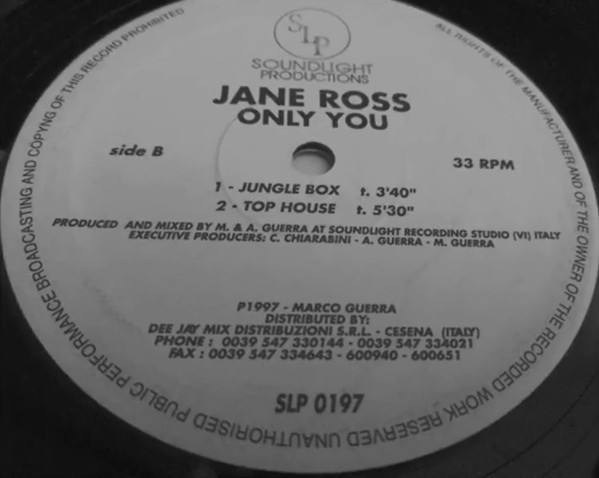 SLP
SOUNDLIGHT
PRODUCTIONS
JANE ROSS
ONLY YOU
side B
33 RPM
1 - JUNGLE BOX t. 3'40"
2 - TOP HOUSE t. 5'30"
PRODUCED AND MIXED BY M. & A. GUERRA AT SOUNDLIGHT RECORDING STUDIO (VI) ITALY
EXECUTIVE PRODUCERS: C. CHIARABINI - A. GUERRA - M. GUERRA
P1997 - MARCO GUERRA
DISTRIBUTED BY:
DEE JAY MIX DISTRIBUZIONI S.R.L. - CESENA (ITALY)
PHONE : 0039 547 330144 - 0039 547 334021
FAX : 0039 547 334643 - 600940 - 600651
SLP 0197
ALL RIGHTS OF THE MANUFACTURER AND OF THE OWNER OF THE RECORDED WORK RESERVED UNAUTHORISED PUBLIC PERFORMANCE BROADCASTING AND COPYNG OF THIS RECORD PROHIBITED